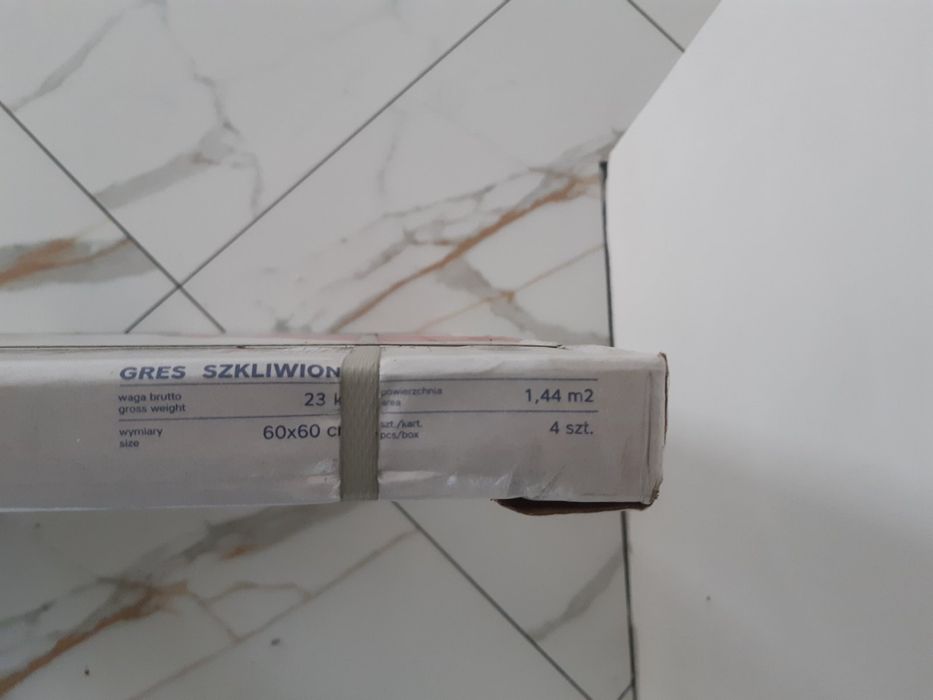 GRES SZKLIWION
waga brutto
gross weight
23 k
powierzchnia
area
1,44 m2
wymiary
size
60x60 c
szt./kart.
pcs/box
4 szt.